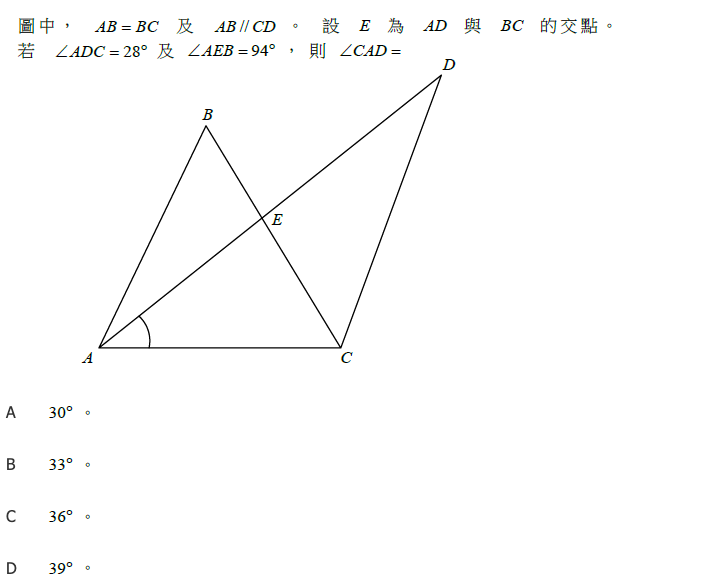 圖中， AB = BC 及 AB // CD 。 設 E 為 AD 與 BC 的交點。
若 ∠ADC = 28° 及 ∠AEB = 94° ， 則 ∠CAD =
D
B
E
A
C
A 30° 。
B 33° 。
C 36° 。
D 39° 。